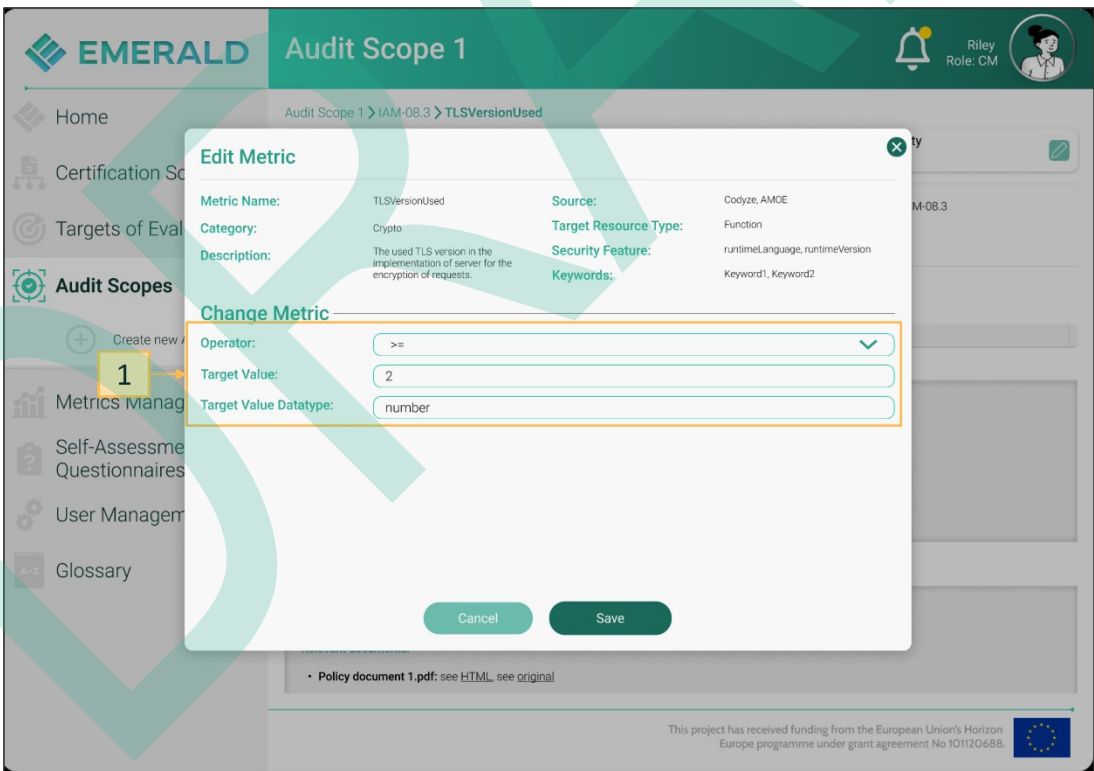 EMERALD
Audit Scope 1
Riley
Role: CM
Home
Certification Sc
Targets of Eval
Audit Scopes
Create new A
Metrics Manag
Self-Assessme
Questionnaires
User Managem
A-Z
Glossary
Audit Scope 1 > IAM-08.3 > TLSVersionUsed
ty
M-08.3
Edit Metric
Metric Name: TLSVersionUsed
Category: Crypto
Description: The used TLS version in the
implementation of server for the
encryption of requests.
Source: Codyze, AMOE
Target Resource Type: Function
Security Feature: runtimeLanguage, runtimeVersion
Keywords: Keyword1, Keyword2
Change Metric
Operator: >=
Target Value: 2
Target Value Datatype: number
1
Cancel Save
Relevant documents:
• Policy document 1.pdf: see HTML, see original
This project has received funding from the European Union's Horizon
Europe programme under grant agreement No 101120688.